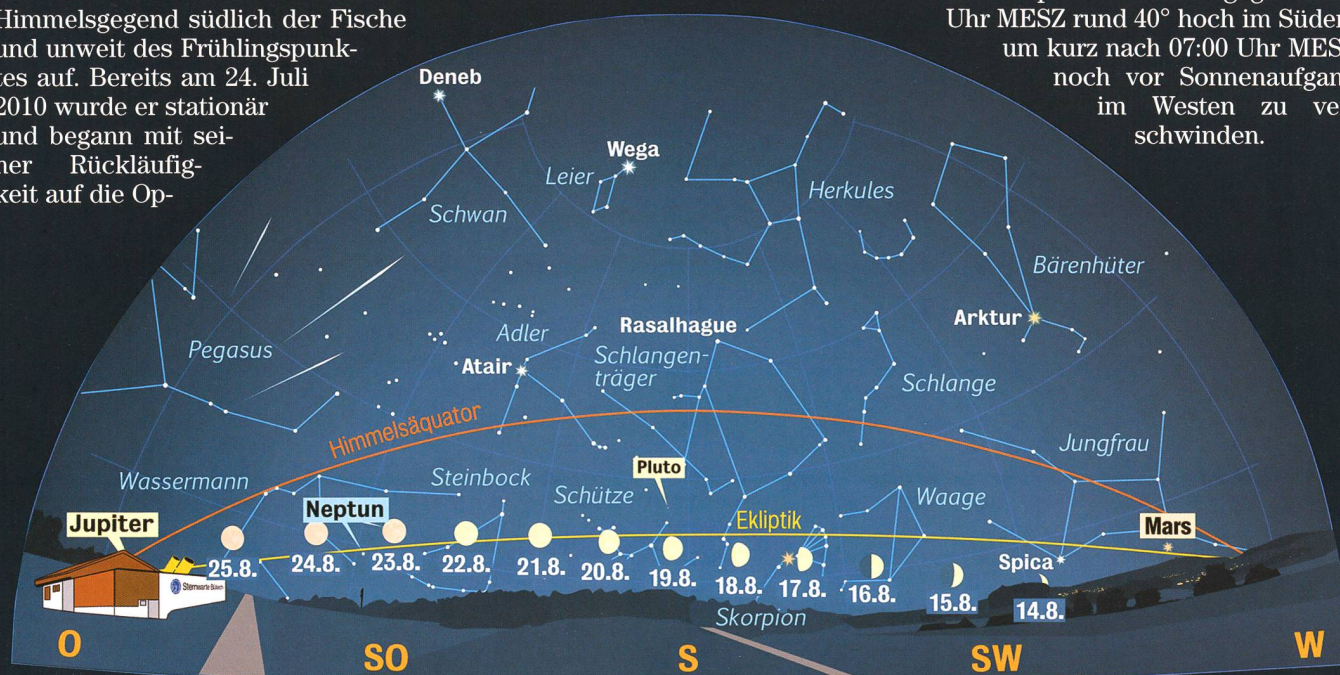 Himmelsgegend südlich der Fische
und unweit des Frühlingspunk-
tes auf. Bereits am 24. Juli
2010 wurde er stationär
und begann mit sei-
ner Rückläufig-
keit auf die Op-
Uhr MESZ rund 40° hoch im Süden
um kurz nach 07:00 Uhr MESZ
noch vor Sonnenaufgang
im Westen zu ver
schwinden.
Deneb
Wega
Leier
Schwan
Herkules
Bärenhüter
Arktur
Rasalhague
Adler
Atair
Schlangen-
träger
Pegasus
Schlange
Himmelsäquator
Jungfrau
Wassermann
Steinbock
Pluto
Schütze
Waage
Neptun
Jupiter
Ekliptik
Mars
Spica
Sternwarte Bülach
25.8.
24.8.
23.8.
22.8.
21.8.
20.8.
19.8.
18.8.
17.8.
16.8.
15.8.
14.8.
Skorpion
O
SO
S
SW
W